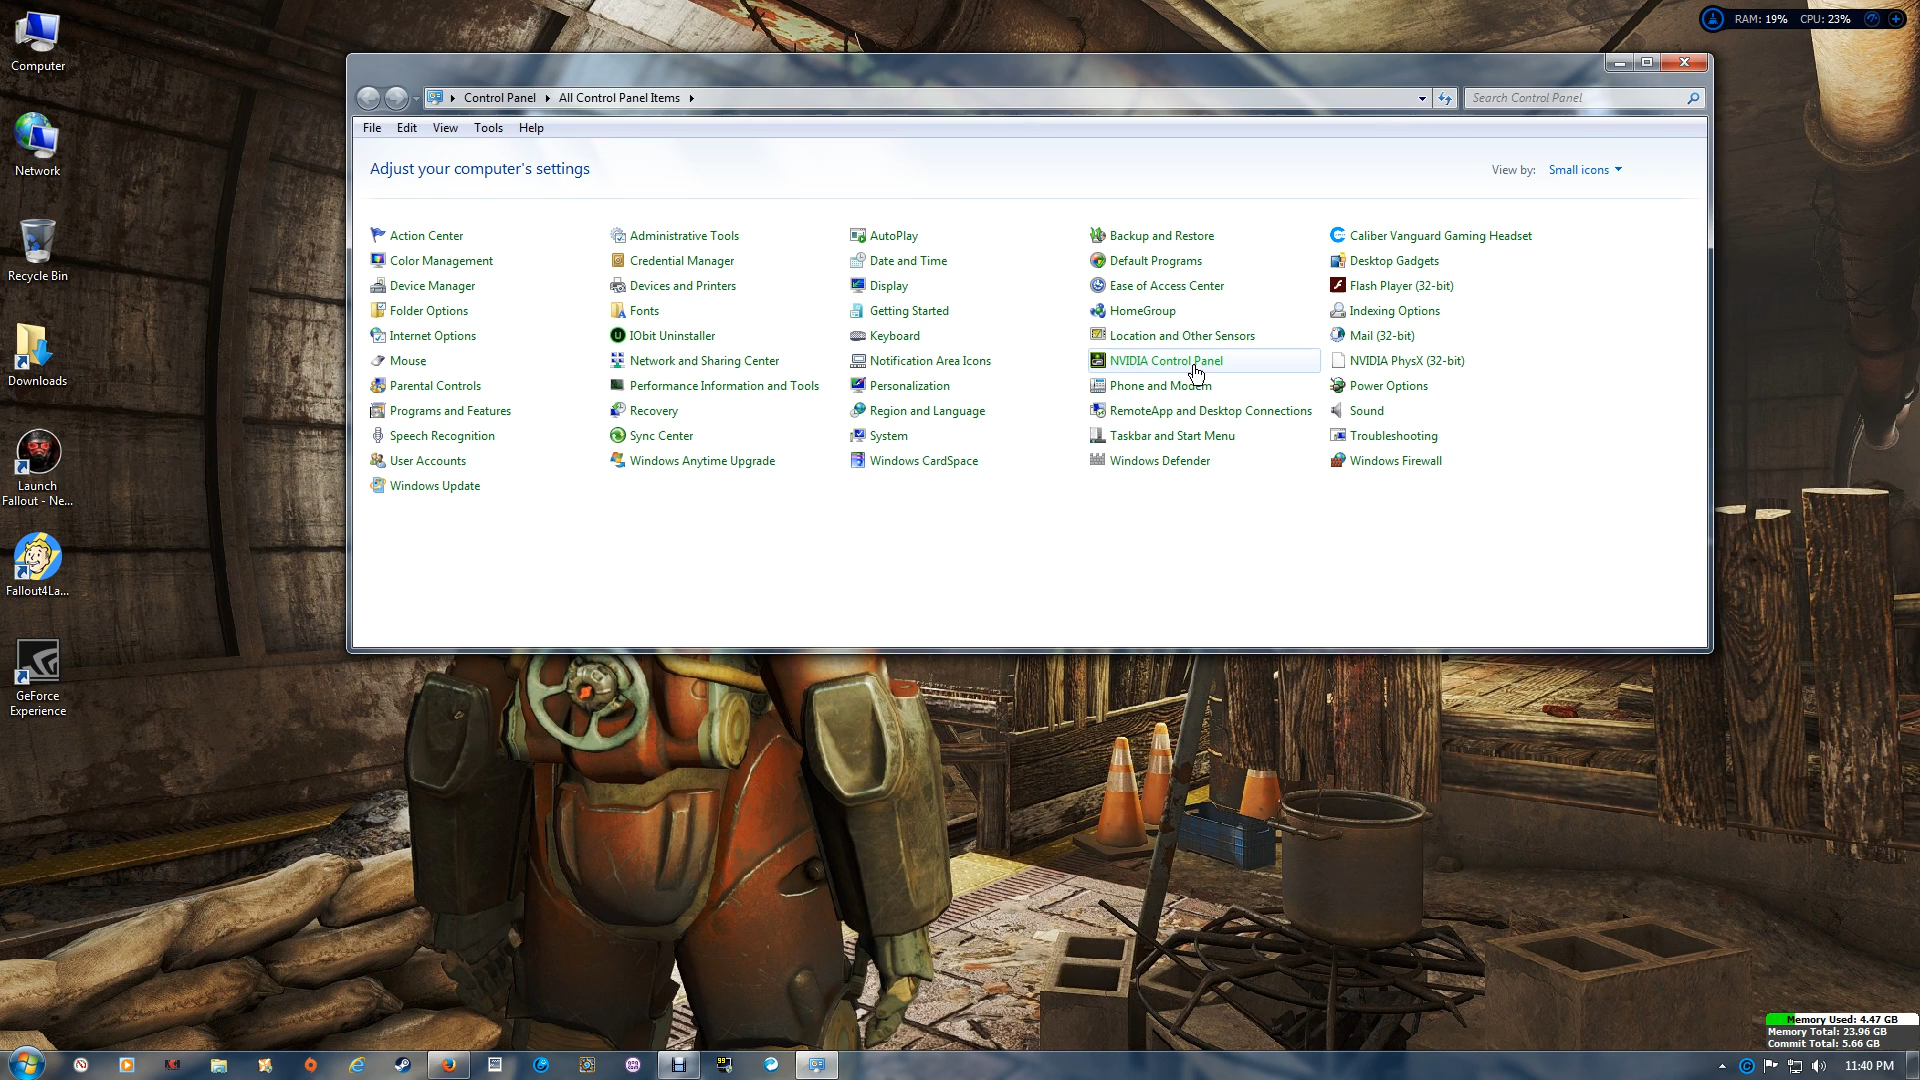 Computer
Network
Recycle Bin
Downloads
Launch
Fallout - Ne...
Fallout4La...
GeForce
Experience
RAM: 19% CPU: 23%
Control Panel All Control Panel Items
Search Control Panel
File Edit View Tools Help
Adjust your computer's settings
View by: Small icons
Action Center Administrative Tools AutoPlay Backup and Restore Caliber Vanguard Gaming Headset
Color Management Credential Manager Date and Time Default Programs Desktop Gadgets
Device Manager Devices and Printers Display Ease of Access Center Flash Player (32-bit)
Folder Options Fonts Getting Started HomeGroup Indexing Options
Internet Options IObit Uninstaller Keyboard Location and Other Sensors Mail (32-bit)
Mouse Network and Sharing Center Notification Area Icons NVIDIA Control Panel NVIDIA PhysX (32-bit)
Parental Controls Performance Information and Tools Personalization Phone and Modem Power Options
Programs and Features Recovery Region and Language RemoteApp and Desktop Connections Sound
Speech Recognition Sync Center System Taskbar and Start Menu Troubleshooting
User Accounts Windows Anytime Upgrade Windows CardSpace Windows Defender Windows Firewall
Windows Update
Memory Used: 4.47 GB
Memory Total: 23.96 GB
Commit Total: 5.66 GB
11:40 PM